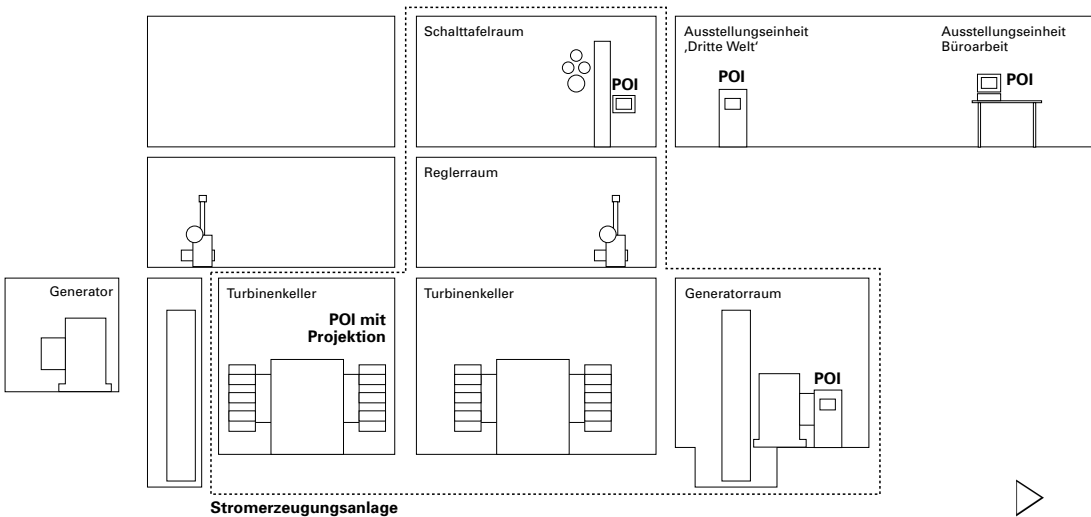 Schalttafelraum
POI
Ausstellungseinheit
‚Dritte Welt‘
POI
Ausstellungseinheit
Büroarbeit
POI
Reglerraum
Generator
Turbinenkeller
POI mit
Projektion
Turbinenkeller
Generatorraum
POI
Stromerzeugungsanlage